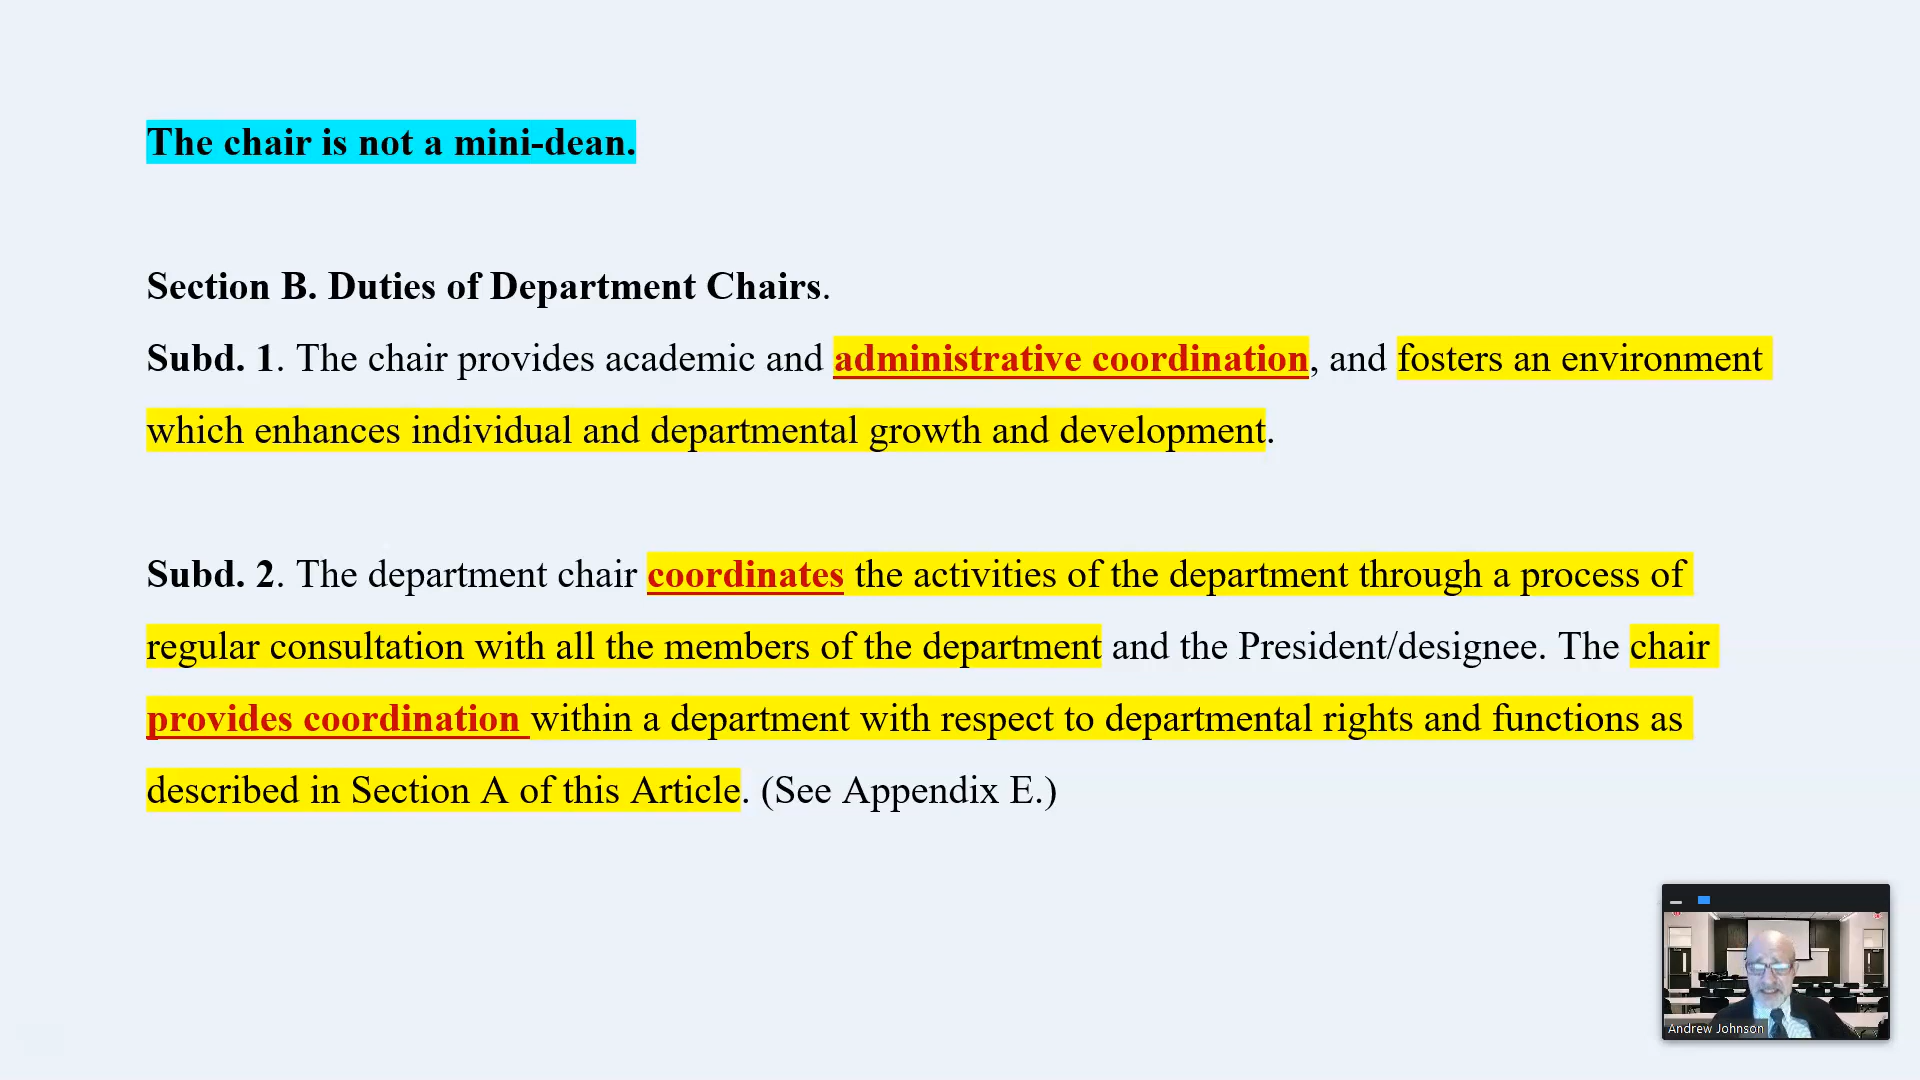 The chair is not a mini-dean.
Section B. Duties of Department Chairs.
Subd. 1. The chair provides academic and administrative coordination, and fosters an environment
which enhances individual and departmental growth and development.
Subd. 2. The department chair coordinates the activities of the department through a process of
regular consultation with all the members of the department and the President/designee. The chair
provides coordination within a department with respect to departmental rights and functions as
described in Section A of this Article. (See Appendix E.)
Andrew Johnson